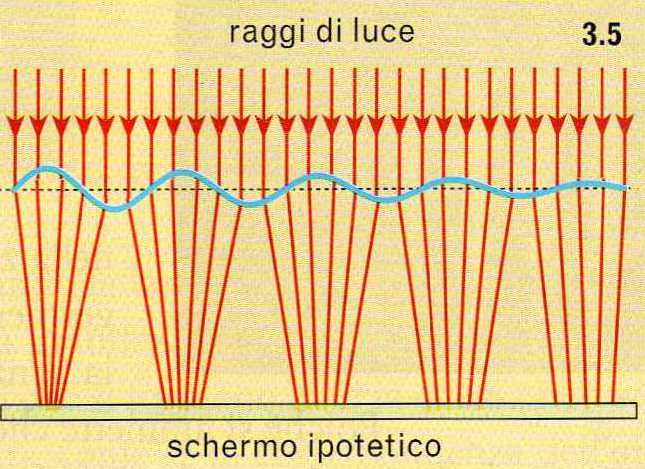 raggi di luce
3.5
schermo ipotetico